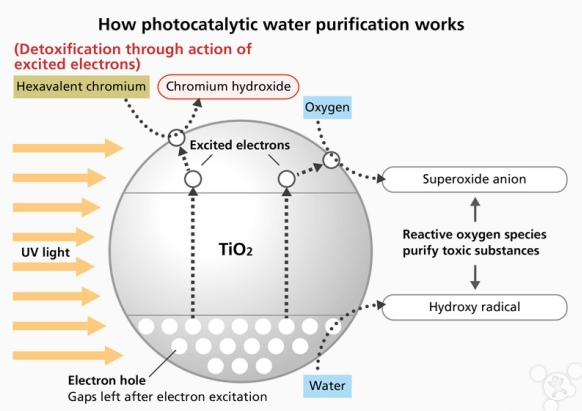 How photocatalytic water purification works
(Detoxification through action of
excited electrons)
Hexavalent chromium
Chromium hydroxide
Oxygen
Excited electrons
Superoxide anion
UV light
TiO2
Reactive oxygen species
purify toxic substances
Hydroxy radical
Electron hole
Gaps left after electron excitation
Water